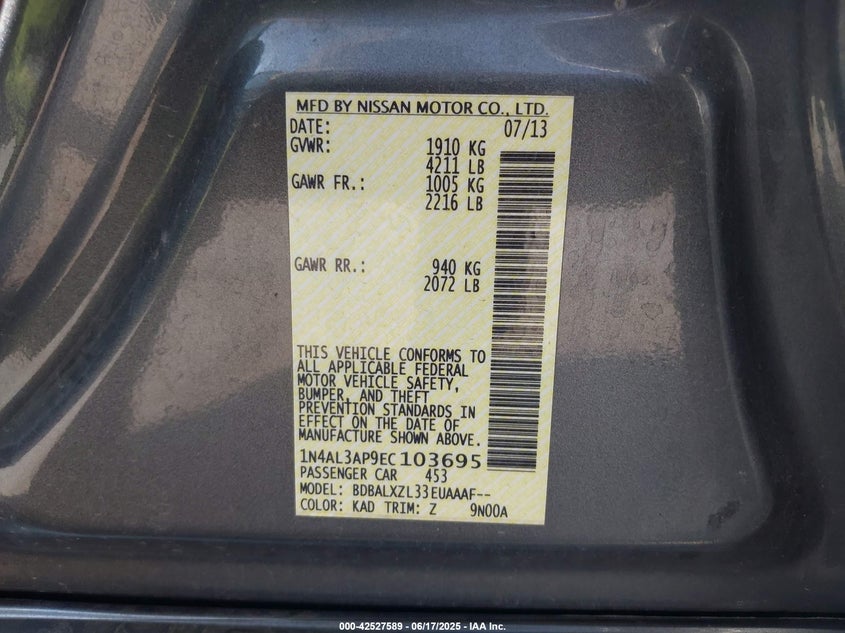 MFD BY NISSAN MOTOR CO., LTD.
DATE: 07/13
GVWR: 1910 KG
4211 LB
GAWR FR.: 1005 KG
2216 LB
GAWR RR.: 940 KG
2072 LB
THIS VEHICLE CONFORMS TO
ALL APPLICABLE FEDERAL
MOTOR VEHICLE SAFETY,
BUMPER, AND THEFT
PREVENTION STANDARDS IN
EFFECT ON THE DATE OF
MANUFACTURE SHOWN ABOVE.
1N4AL3AP9EC103695
PASSENGER CAR 453
MODEL: BDBALXZL33EUAAAF--
COLOR: KAD TRIM: Z 9N00A
000-42527589 - 06/17/2025 - IAA Inc.